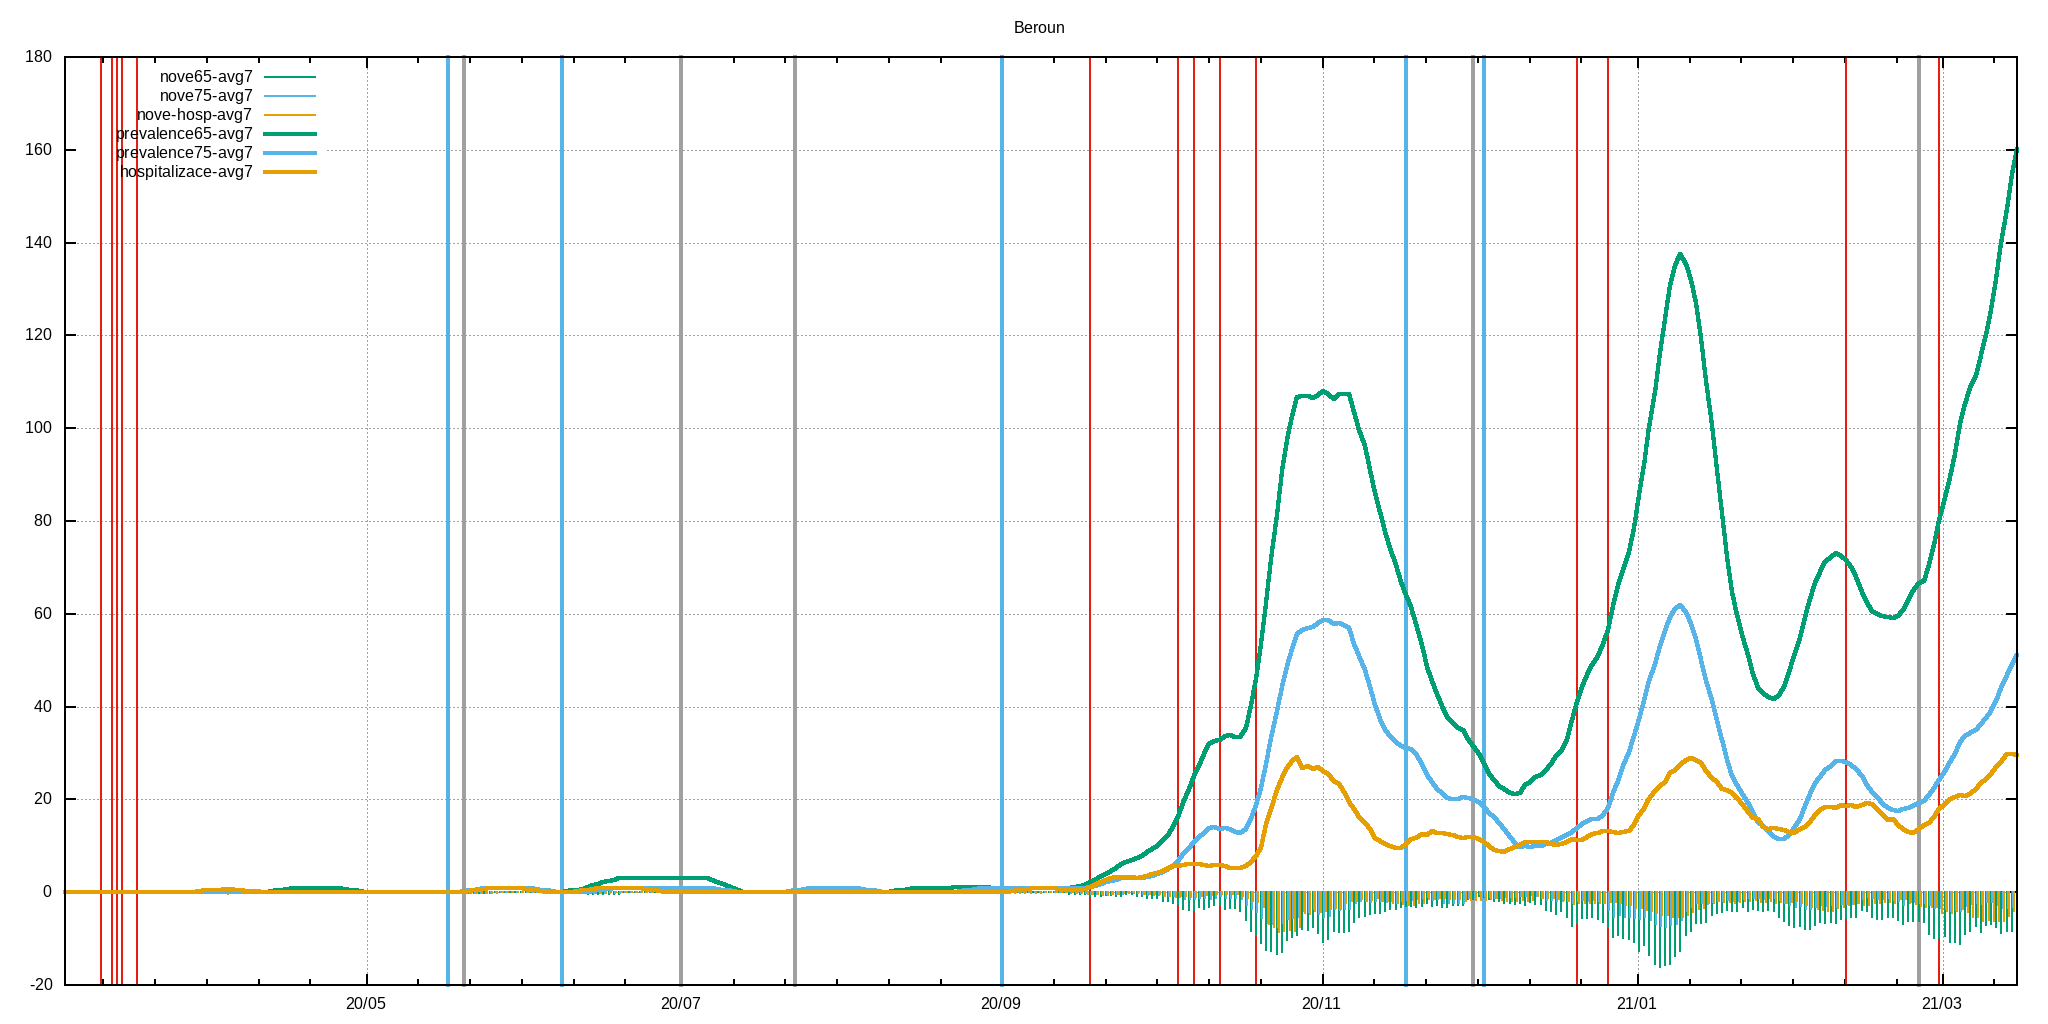 Beroun
180
160
140
120
100
80
60
40
20
0
-20
nove65-avg7
nove75-avg7
nove-hosp-avg7
prevalence65-avg7
prevalence75-avg7
hospitalizace-avg7
20/05 20/07 20/09 20/11 21/01 21/03